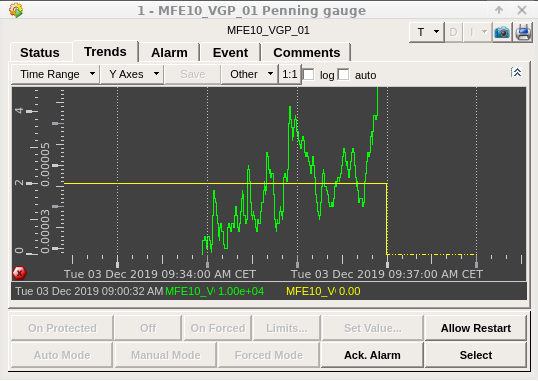 1 - MFE10_VGP_01 Penning gauge
MFE10_VGP_01
T D I
Status Trends Alarm Event Comments
Time Range Y Axes Save Other 1:1 log auto
4
0.00005
2
0.00003
0
Tue 03 Dec 2019 09:34:00 AM CET Tue 03 Dec 2019 09:37:00 AM CET
Tue 03 Dec 2019 09:00:32 AM MFE10_V 1.00e+04 MFE10_V 0.00
On Protected Off On Forced Limits... Set Value... Allow Restart
Auto Mode Manual Mode Forced Mode Ack. Alarm Select